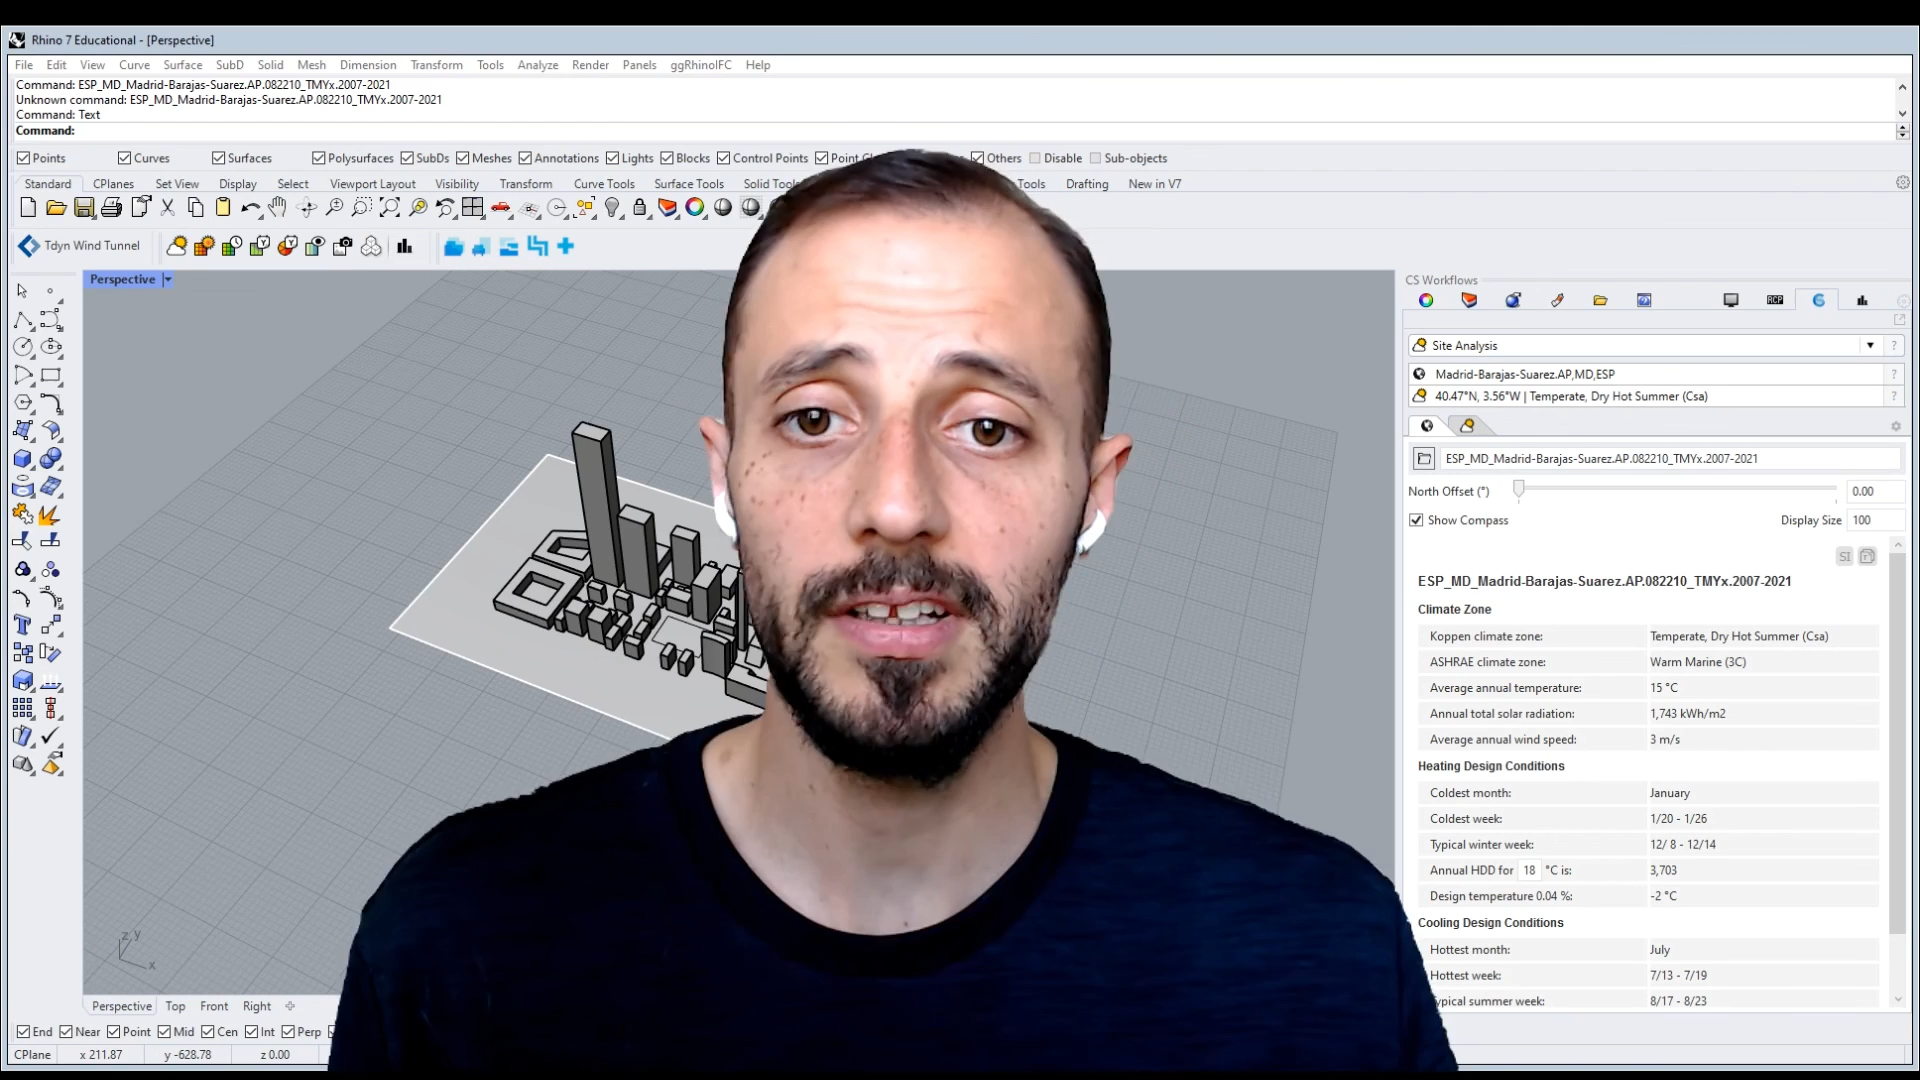 Rhino 7 Educational - [Perspective]
File Edit View Curve Surface SubD Solid Mesh Dimension Transform Tools Analyze Render Panels ggRhinoIFC Help
Command: ESP_MD_Madrid-Barajas-Suarez.AP.082210_TMYx.2007-2021
Unknown command: ESP_MD_Madrid-Barajas-Suarez.AP.082210_TMYx.2007-2021
Command: Text
Command:
Points Curves Surfaces Polysurfaces SubDs Meshes Annotations Lights Blocks Control Points Point Others Disable Sub-objects
Standard CPlanes Set View Display Select Viewport Layout Visibility Transform Curve Tools Surface Tools Solid Tools Tools Drafting New in V7
Tdyn Wind Tunnel
Perspective
CS Workflows
RCP
Site Analysis ?
Madrid-Barajas-Suarez.AP,MD,ESP ?
40.47°N, 3.56°W | Temperate, Dry Hot Summer (Csa) ?
ESP_MD_Madrid-Barajas-Suarez.AP.082210_TMYx.2007-2021
North Offset (°) 0.00
Show Compass Display Size 100
SI
ESP_MD_Madrid-Barajas-Suarez.AP.082210_TMYx.2007-2021
Climate Zone
Koppen climate zone: Temperate, Dry Hot Summer (Csa)
ASHRAE climate zone: Warm Marine (3C)
Average annual temperature: 15 °C
Annual total solar radiation: 1,743 kWh/m2
Average annual wind speed: 3 m/s
Heating Design Conditions
Coldest month: January
Coldest week: 1/20 - 1/26
Typical winter week: 12/ 8 - 12/14
Annual HDD for 18 °C is: 3,703
Design temperature 0.04 %: -2 °C
Cooling Design Conditions
Hottest month: July
Hottest week: 7/13 - 7/19
ypical summer week: 8/17 - 8/23
z y
x
Perspective Top Front Right
End Near Point Mid Cen Int Perp
CPlane x 211.87 y -628.78 z 0.00